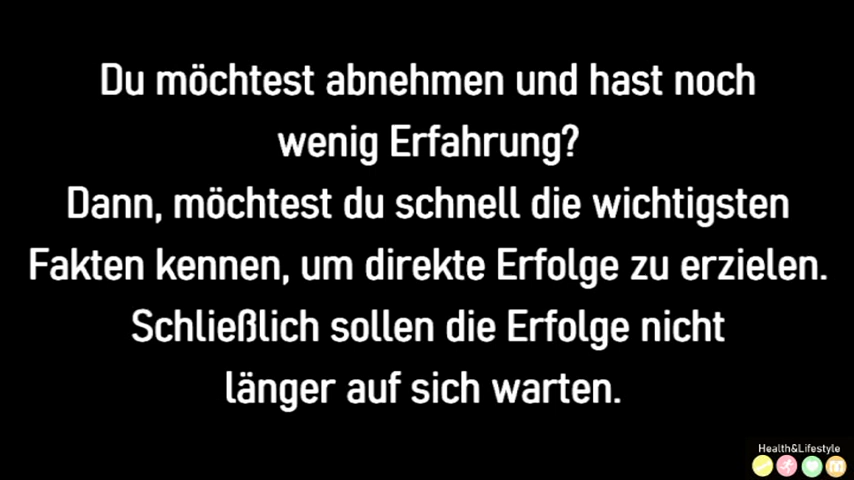 Du möchtest abnehmen und hast noch
wenig Erfahrung?
Dann, möchtest du schnell die wichtigsten
Fakten kennen, um direkte Erfolge zu erzielen.
Schließlich sollen die Erfolge nicht
länger auf sich warten.
Health&Lifestyle